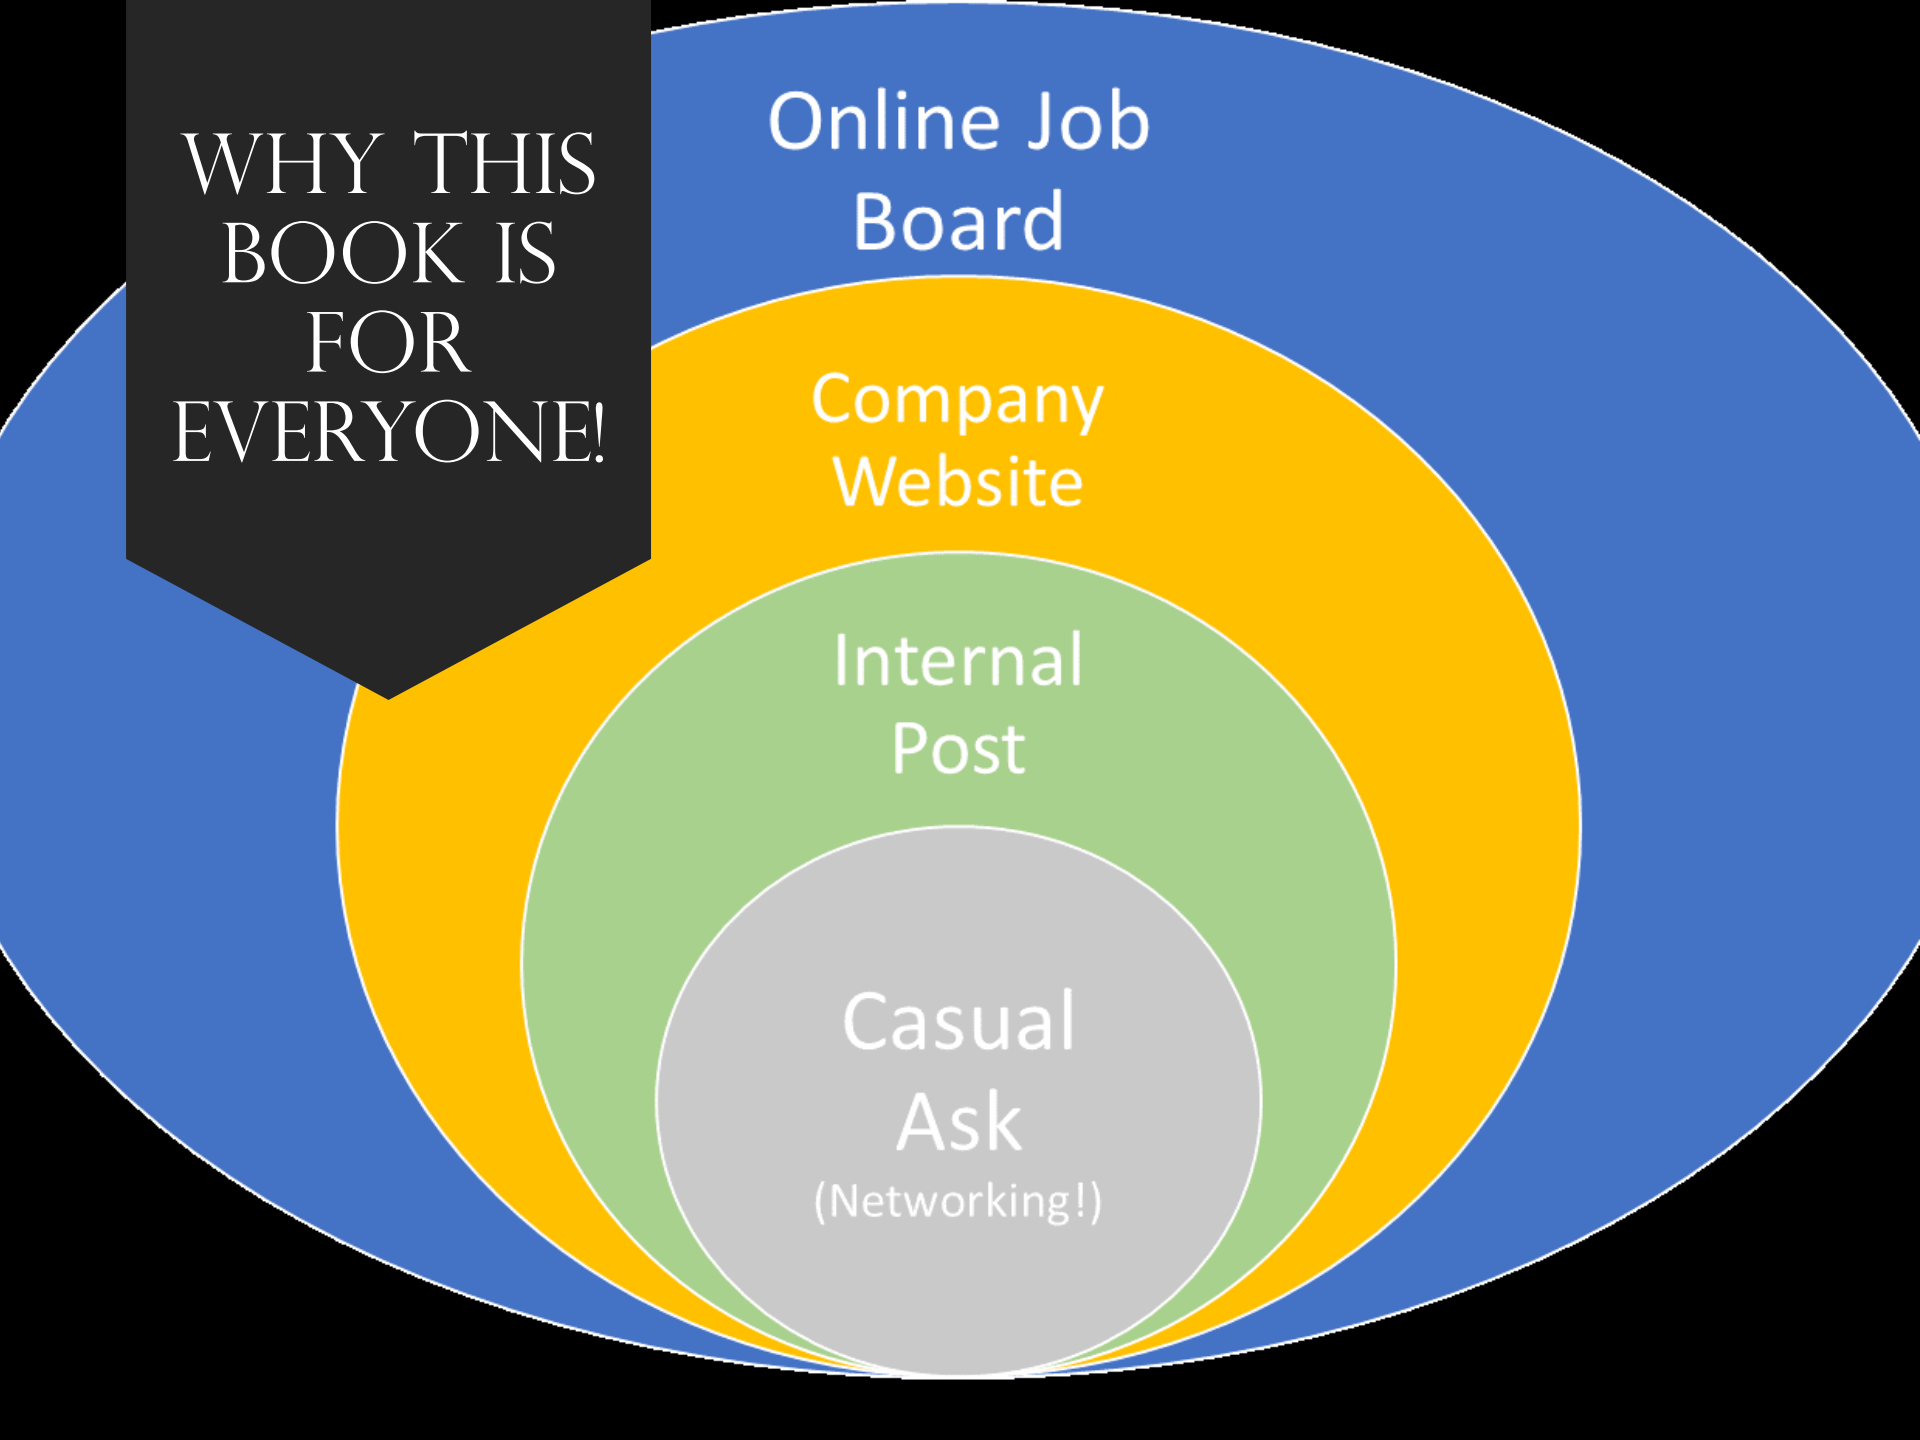 WHY THIS
BOOK IS
FOR
EVERYONE!
Online Job
Board
Company
Website
Internal
Post
Casual
Ask
(Networking!)